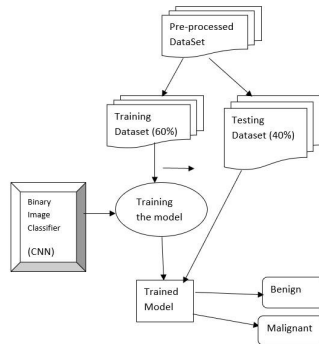 Pre-processed
DataSet
Training
Dataset (60%)
Testing
Dataset (40%)
Binary
Image
Classifier
(CNN)
Training
the model
Trained
Model
Benign
Malignant